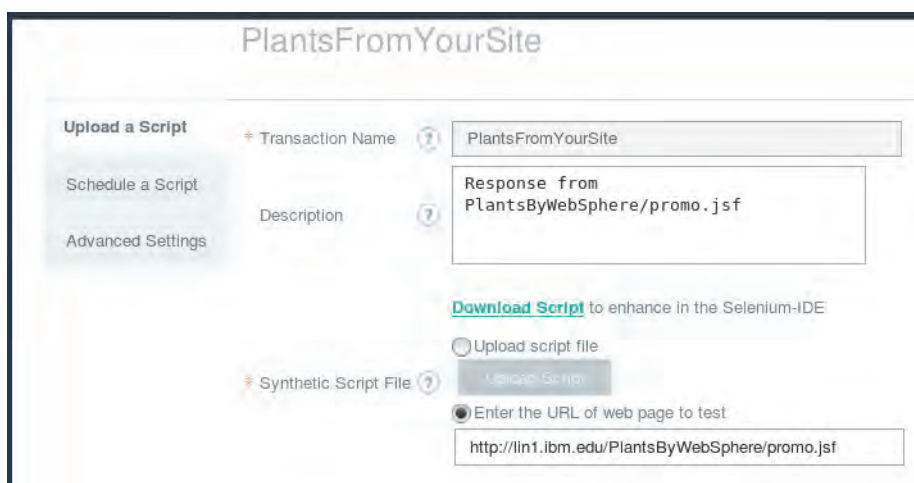 PlantsFromYourSite
Upload a Script
Schedule a Script
Advanced Settings
* Transaction Name ? PlantsFromYourSite
Description ? Response from
PlantsByWebSphere/promo.jsf
Download Script to enhance in the Selenium-IDE
Upload script file
* Synthetic Script File ? Upload Script
Enter the URL of web page to test
http://lin1.ibm.edu/PlantsByWebSphere/promo.jsf